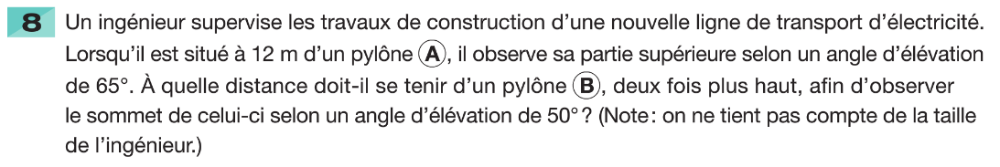 8 Un ingénieur supervise les travaux de construction d'une nouvelle ligne de transport d'électricité.
Lorsqu'il est situé à 12 m d'un pylône A, il observe sa partie supérieure selon un angle d'élévation
de 65°. À quelle distance doit-il se tenir d'un pylône B, deux fois plus haut, afin d'observer
le sommet de celui-ci selon un angle d'élévation de 50° ? (Note : on ne tient pas compte de la taille
de l'ingénieur.)